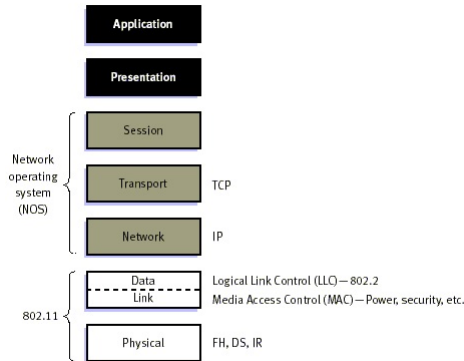 Application
Presentation
Session
Network
operating
system
(NOS)
Transport TCP
Network IP
Data Logical Link Control (LLC)—802.2
Link Media Access Control (MAC)—Power, security, etc.
802.11
Physical FH, DS, IR